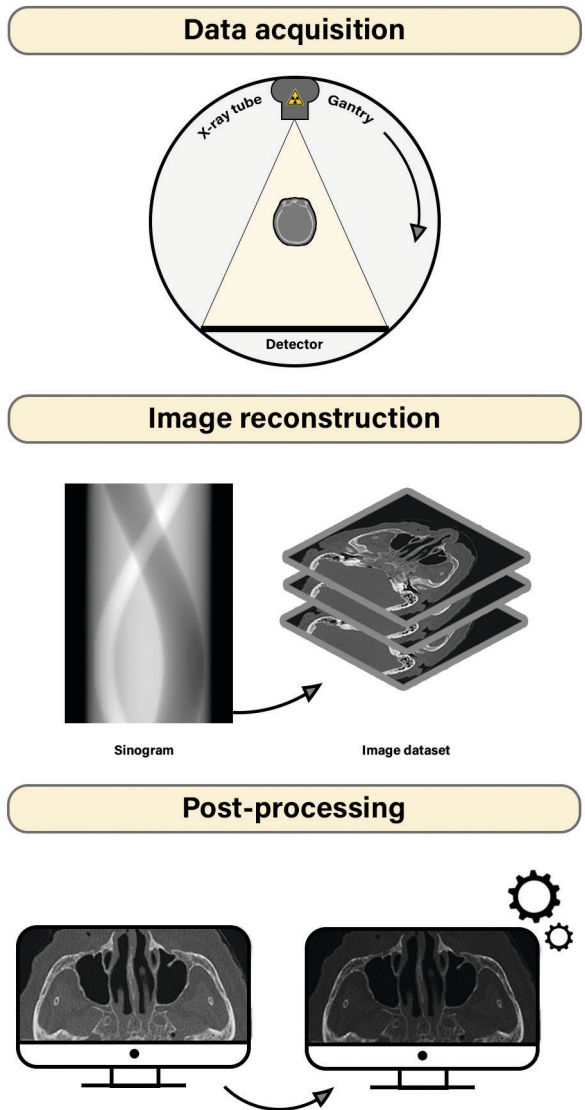 Data acquisition
X-ray tube
Gantry
Detector
Image reconstruction
Sinogram
Image dataset
Post-processing